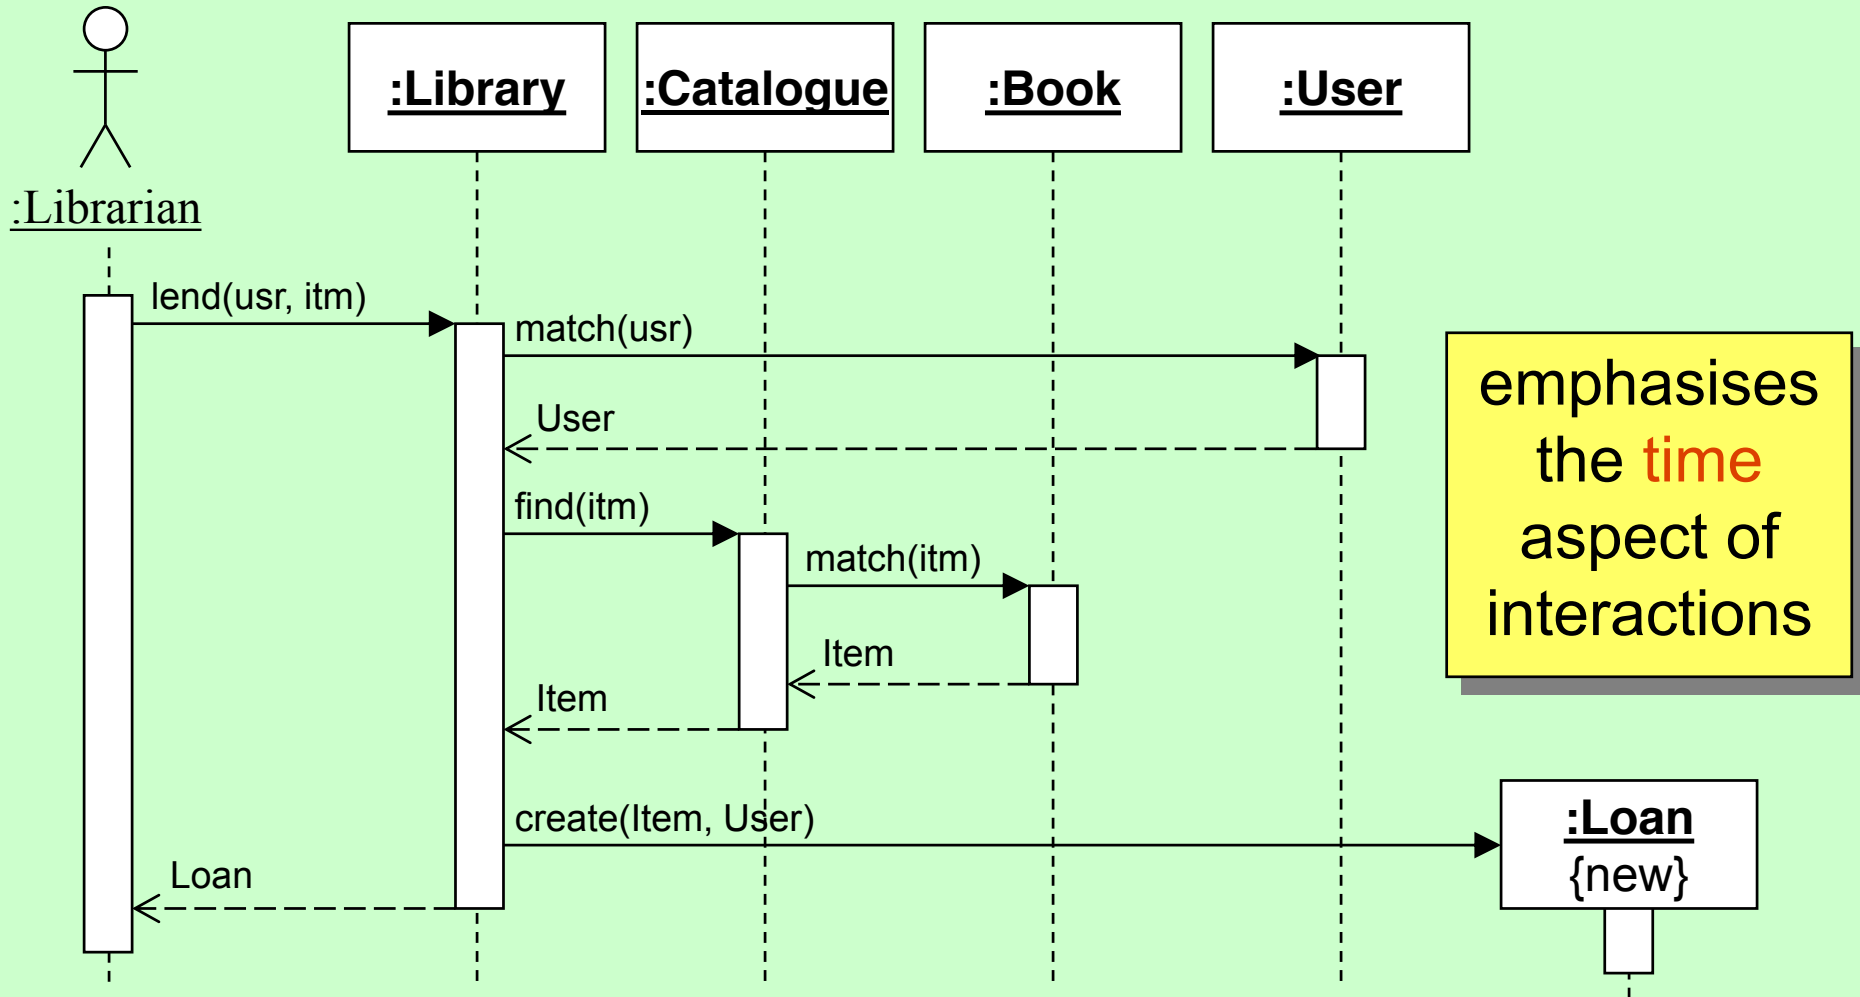 :Library
:Catalogue
:Book
:User
:Librarian
lend(usr, itm)
match(usr)
User
find(itm)
match(itm)
Item
Item
create(Item, User)
Loan
emphasises
the time
aspect of
interactions
:Loan
{new}